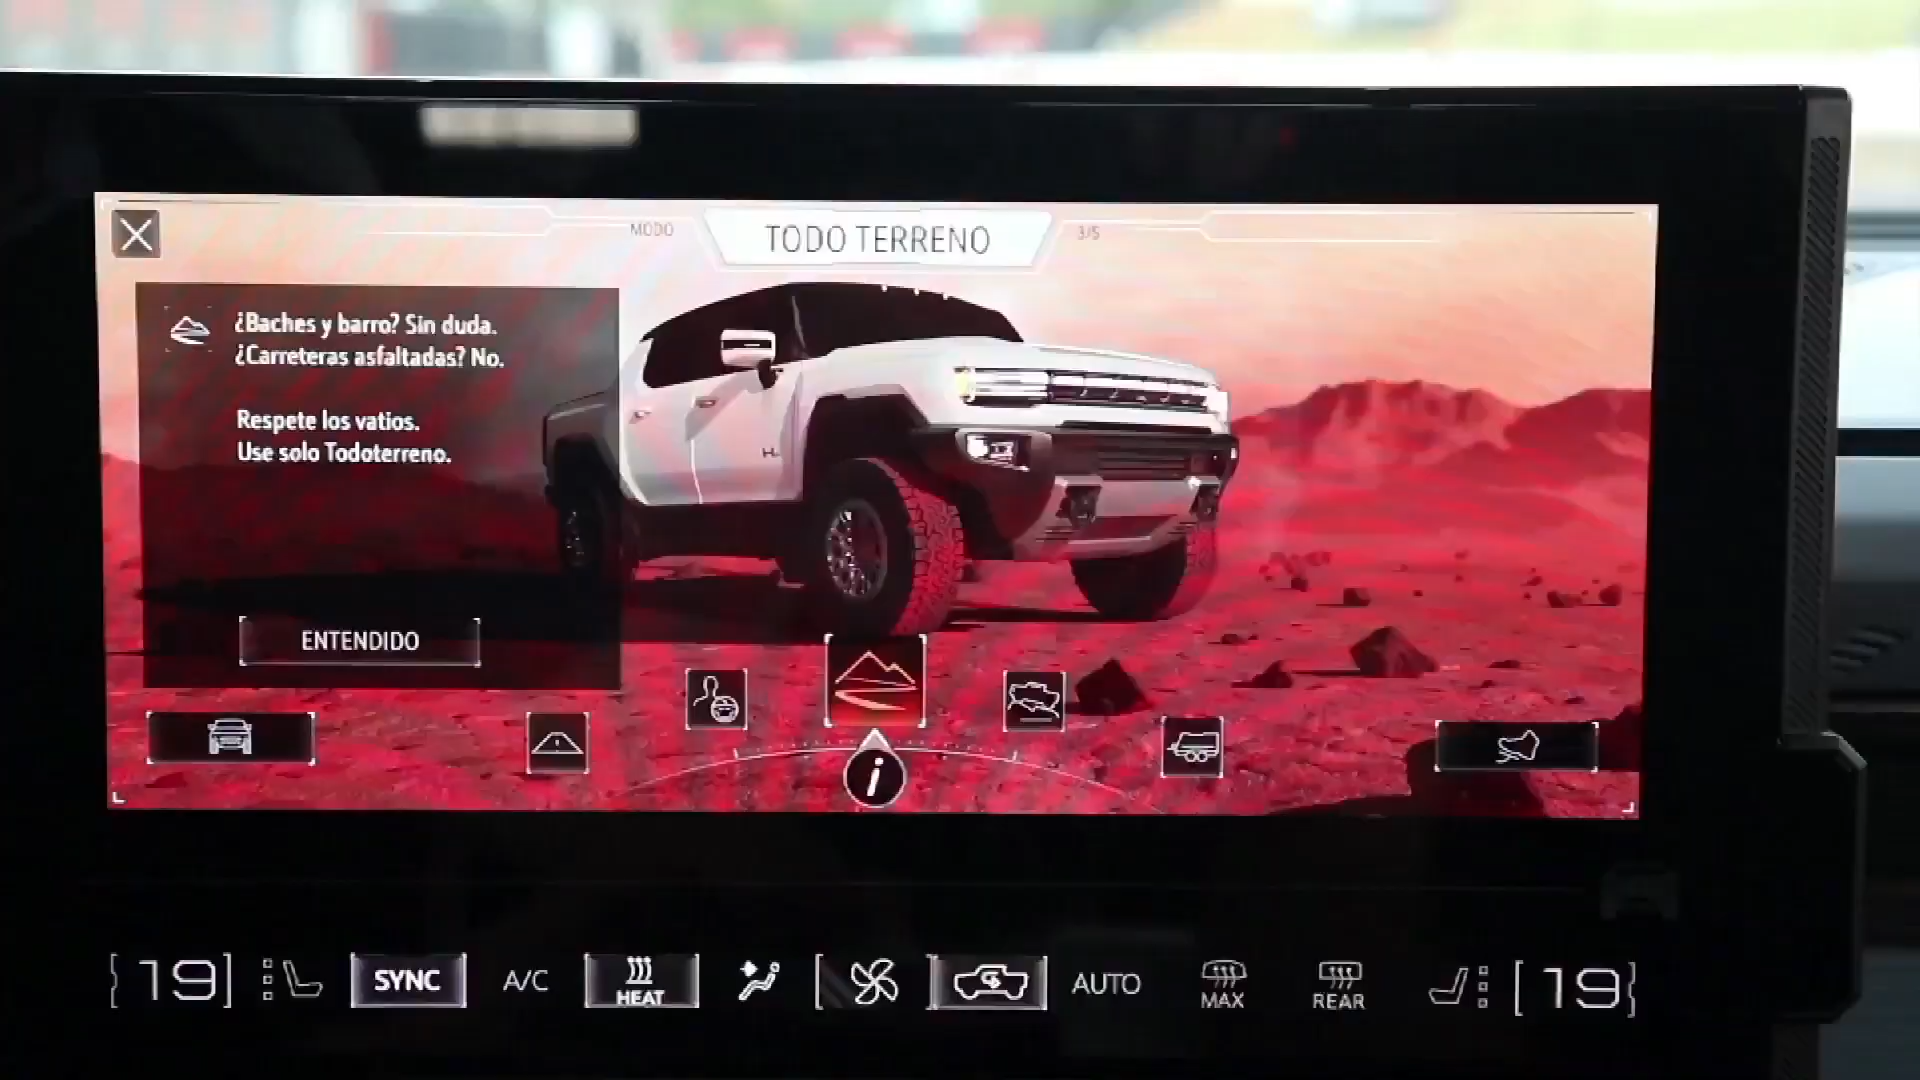 MODO
TODO TERRENO
3/5
¿Baches y barro? Sin duda.
¿Carreteras asfaltadas? No.
Respete los vatios.
Use solo Todoterreno.
ENTENDIDO
i
19
SYNC
A/C
HEAT
AUTO
MAX
REAR
19